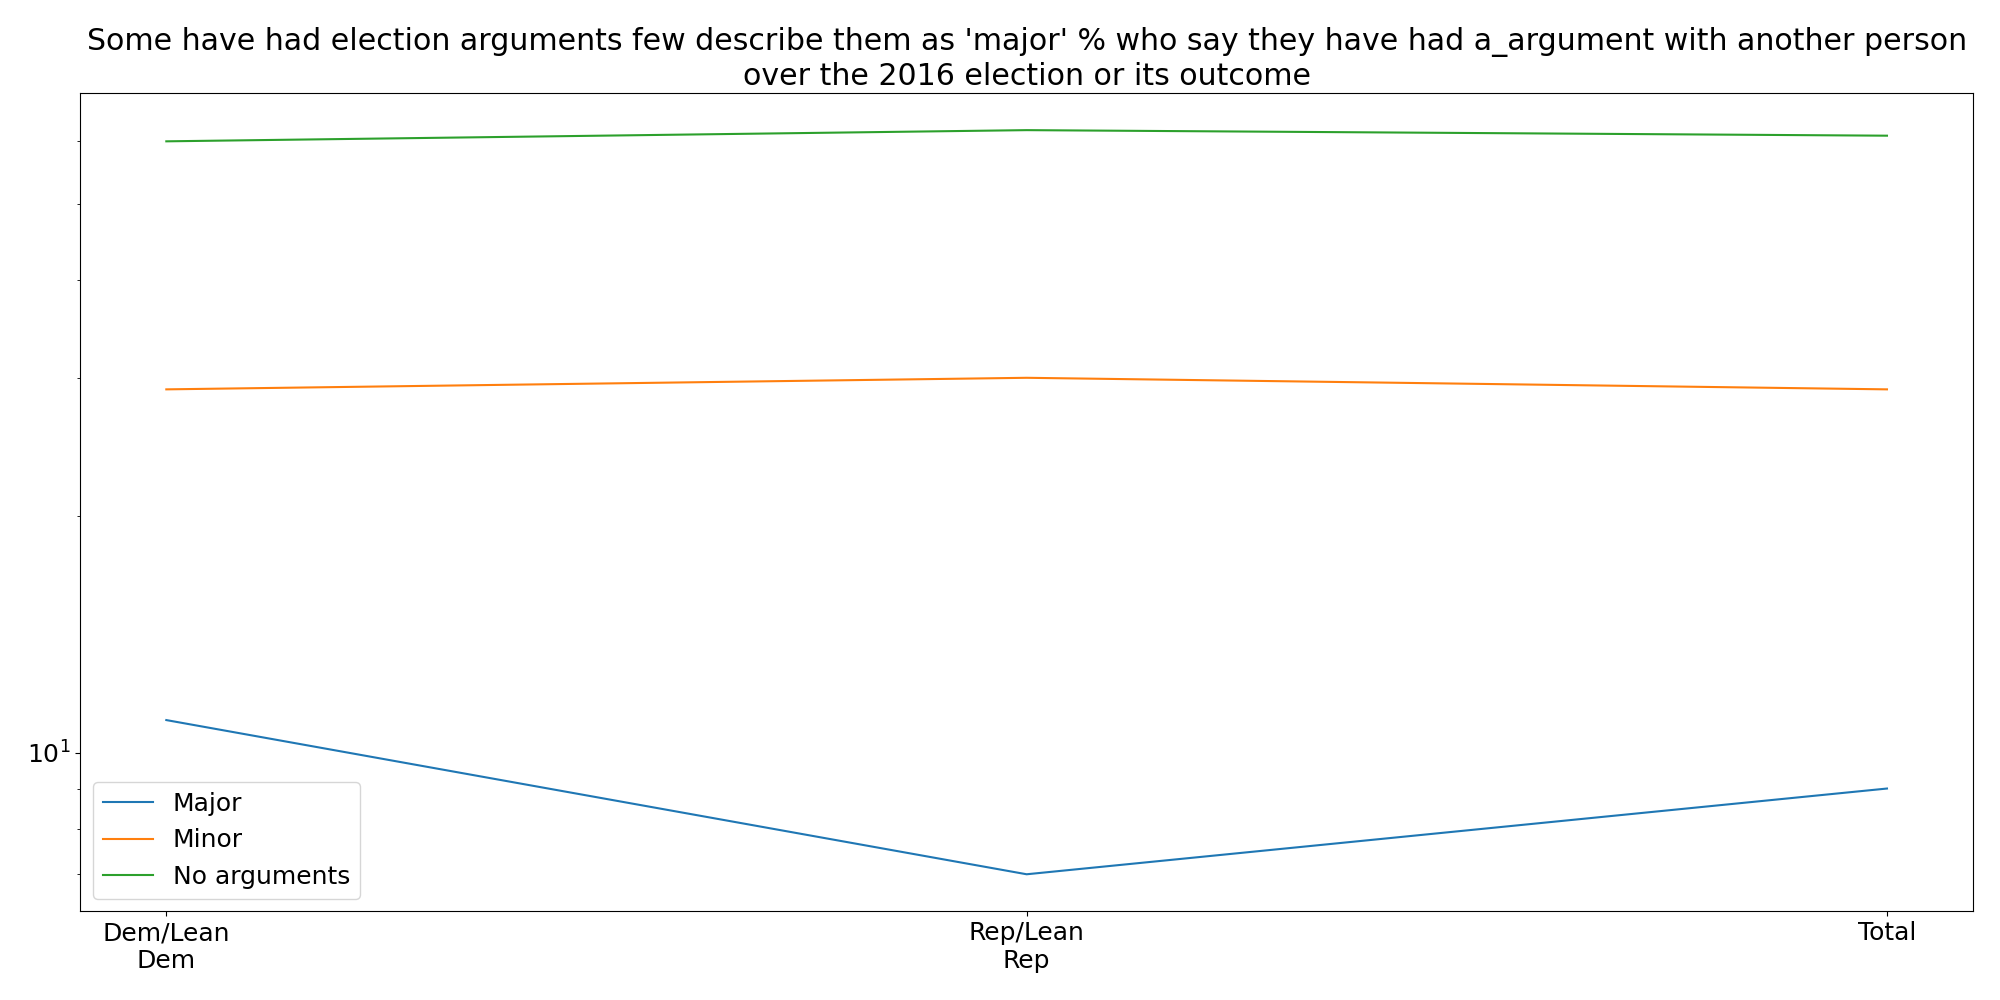 Some have had election arguments few describe them as 'major' % who say they have had a_argument with another person
over the 2016 election or its outcome
10¹
Major
Minor
No arguments
Dem/Lean
Dem
Rep/Lean
Rep
Total